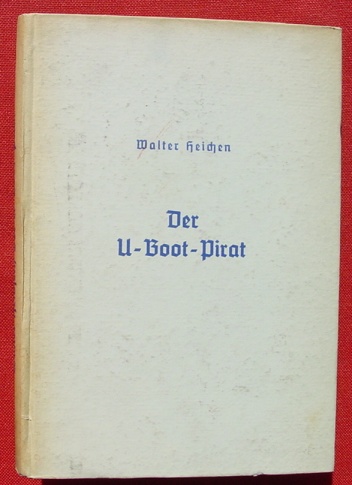 Walter Heichen
Der
U-Boot-Pirat